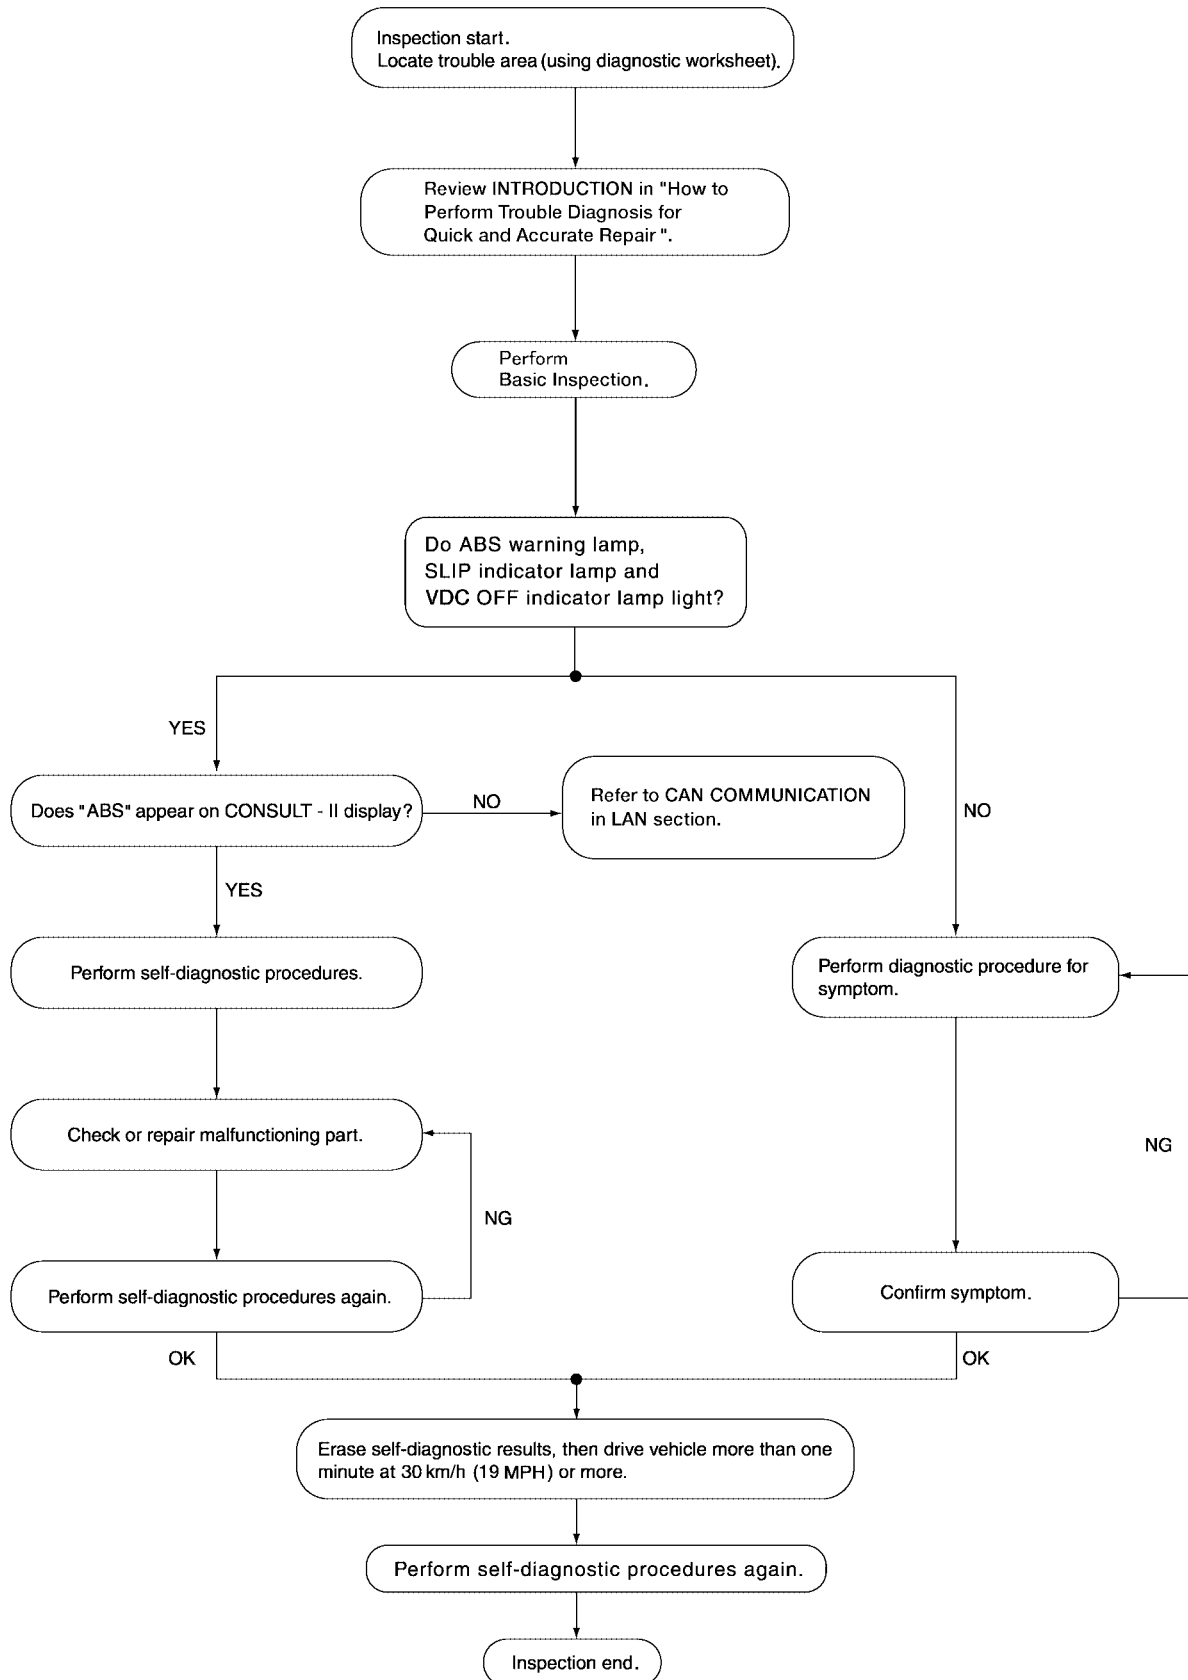 Inspection start.
Locate trouble area (using diagnostic worksheet).
Review INTRODUCTION in "How to
Perform Trouble Diagnosis for
Quick and Accurate Repair ".
Perform
Basic Inspection.
Do ABS warning lamp,
SLIP indicator lamp and
VDC OFF indicator lamp light?
YES
Does "ABS" appear on CONSULT - II display?
NO
Refer to CAN COMMUNICATION
in LAN section.
NO
YES
Perform self-diagnostic procedures.
Perform diagnostic procedure for
symptom.
Check or repair malfunctioning part.
NG
NG
Perform self-diagnostic procedures again.
Confirm symptom.
OK
OK
Erase self-diagnostic results, then drive vehicle more than one
minute at 30 km/h (19 MPH) or more.
Perform self-diagnostic procedures again.
Inspection end.